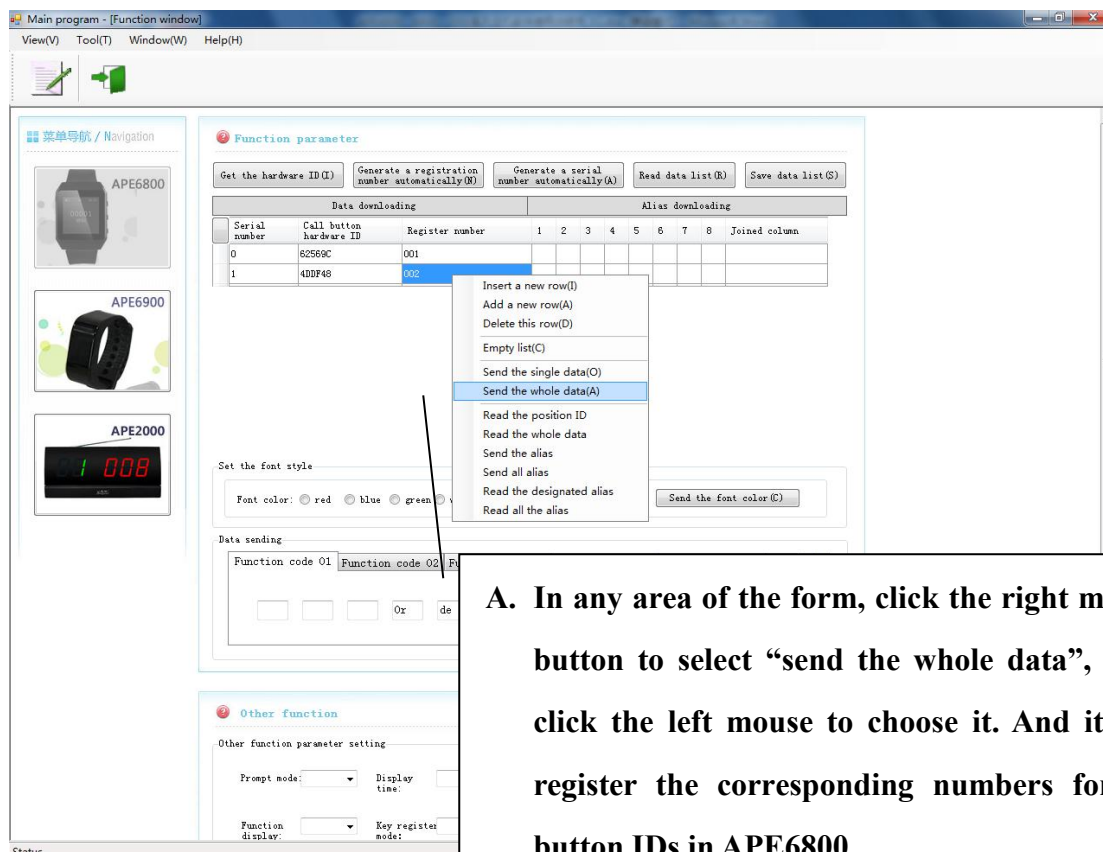 Main program - [Function window]
View(V) Tool(T) Window(W) Help(H)
菜单导航 / Navigation
APE6800
APE6900
APE2000
1 008
Function parameter
Get the hardware ID(I)
Generate a registration
number automatically(N)
Generate a serial
number automatically(A)
Read data list(R)
Save data list(S)
Data downloading
Alias downloading
Serial
number
Call button
hardware ID
Register number
1 2 3 4 5 6 7 8 Joined column
0 62569C 001
1 4DDF48 002
Insert a new row(I)
Add a new row(A)
Delete this row(D)
Empty list(C)
Send the single data(O)
Send the whole data(A)
Read the position ID
Read the whole data
Send the alias
Send all alias
Read the designated alias
Read all the alias
Set the font style
Font color: red blue green
Send the font color(C)
Data sending
Function code 01 Function code 02
Or de
Other function
Other function parameter setting
Prompt mode:
Display
time:
Function
display:
Key register
mode:
Status
A. In any area of the form, click the right m
button to select “send the whole data”,
click the left mouse to choose it. And it
register the corresponding numbers for
button IDs in APE6800